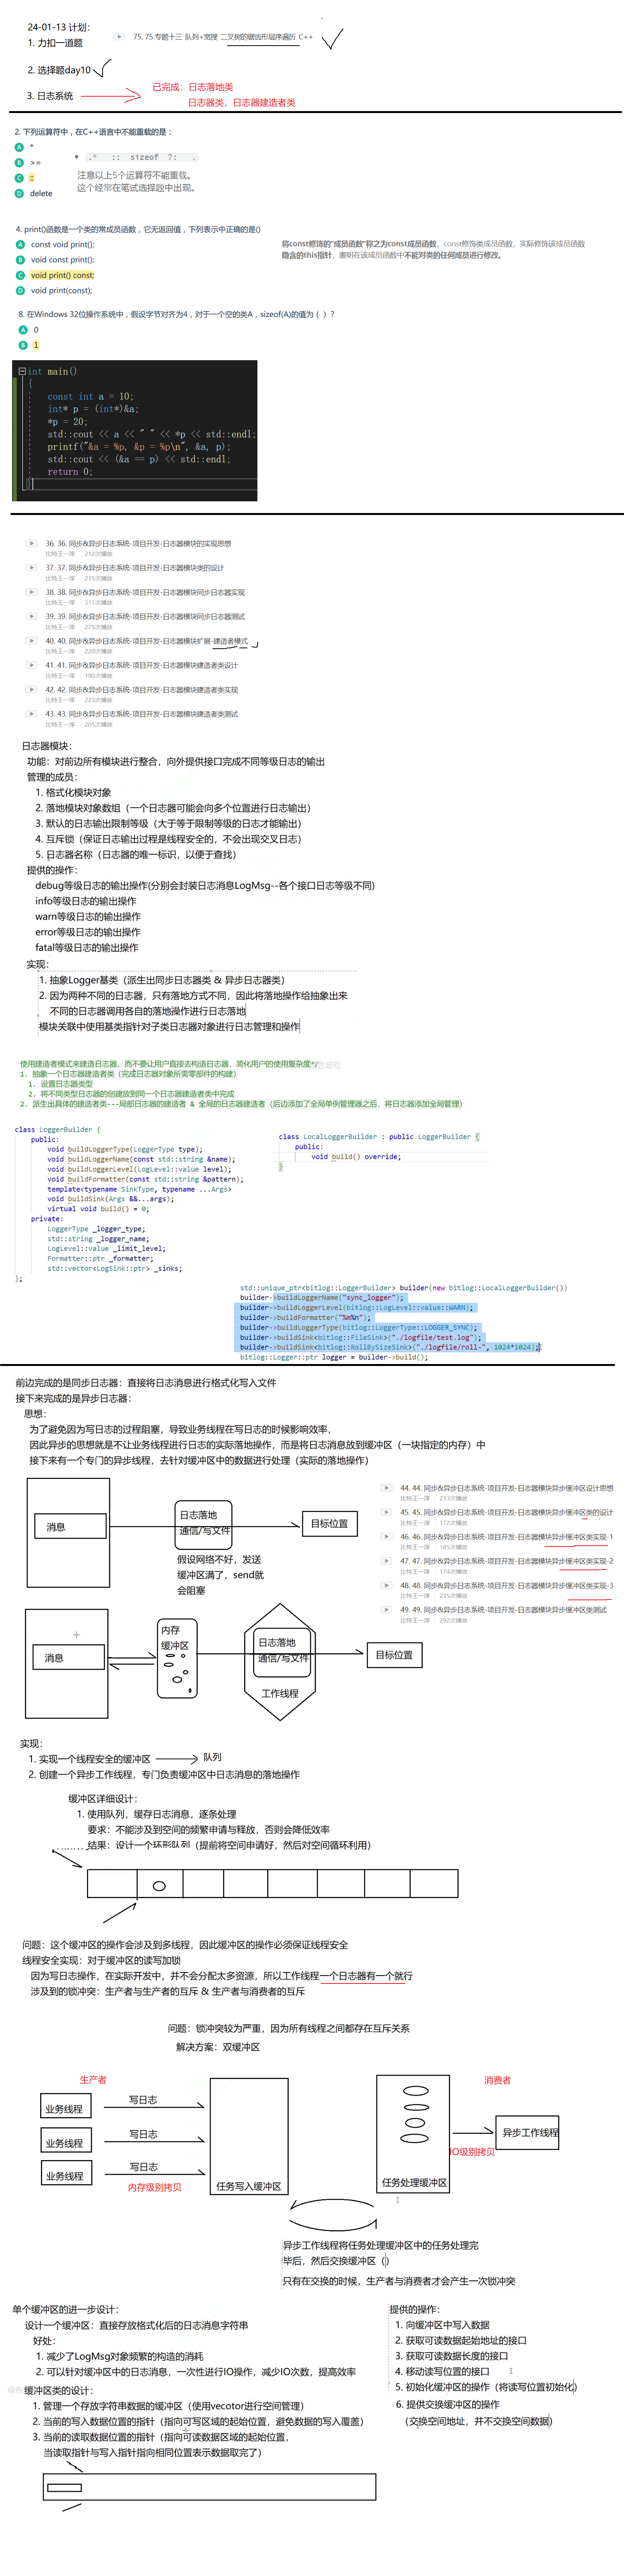 24-01-13 计划：
1. 力扣一道题
75. 75.专题十三 队列+宽搜 二叉树的锯齿形层序遍历 C++
2. 选择题day10
3. 日志系统
已完成：日志落地类
日志器类，日志器建造者类
2. 下列运算符中，在C++语言中不能重载的是：
A *
B >=
C ::
D delete
.* :: sizeof ?: .
注意以上5个运算符不能重载。
这个经常在笔试选择题中出现。
4. print()函数是一个类的常成员函数，它无返回值，下列表示中正确的是()
A const void print();
B void const print();
C void print() const;
D void print(const);
将const修饰的"成员函数"称之为const成员函数，const修饰类成员函数，实际修饰该成员函数
隐含的this指针，表明在该成员函数中不能对类的任何成员进行修改。
8. 在Windows 32位操作系统中，假设字节对齐为4，对于一个空的类A，sizeof(A)的值为（ ）？
A 0
B 1
int main()
{
const int a = 10;
int* p = (int*)&a;
*p = 20;
std::cout << a << " " << *p << std::endl;
printf("&a = %p, &p = %p\n", &a, p);
std::cout << (&a == p) << std::endl;
return 0;
}
36. 36. 同步&异步日志系统-项目开发-日志器模块的实现思想
比特王一淳 212次播放
37. 37. 同步&异步日志系统-项目开发-日志器模块类的设计
比特王一淳 235次播放
38. 38. 同步&异步日志系统-项目开发-日志器模块同步日志器实现
比特王一淳 311次播放
39. 39. 同步&异步日志系统-项目开发-日志器模块同步日志器测试
比特王一淳 275次播放
40. 40. 同步&异步日志系统-项目开发-日志器模块扩展-建造者模式
比特王一淳 220次播放
41. 41. 同步&异步日志系统-项目开发-日志器模块建造者类设计
比特王一淳 190次播放
42. 42. 同步&异步日志系统-项目开发-日志器模块建造者类实现
比特王一淳 223次播放
43. 43. 同步&异步日志系统-项目开发-日志器模块建造者类测试
比特王一淳 205次播放
日志器模块：
功能：对前边所有模块进行整合，向外提供接口完成不同等级日志的输出
管理的成员：
1. 格式化模块对象
2. 落地模块对象数组（一个日志器可能会向多个位置进行日志输出）
3. 默认的日志输出限制等级（大于等于限制等级的日志才能输出）
4. 互斥锁（保证日志输出过程是线程安全的，不会出现交叉日志）
5. 日志器名称（日志器的唯一标识，以便于查找）
提供的操作：
debug等级日志的输出操作(分别会封装日志消息LogMsg--各个接口日志等级不同)
info等级日志的输出操作
warn等级日志的输出操作
error等级日志的输出操作
fatal等级日志的输出操作
实现：
1. 抽象Logger基类（派生出同步日志器类 & 异步日志器类）
2. 因为两种不同的日志器，只有落地方式不同，因此将落地操作给抽象出来
不同的日志器调用各自的落地操作进行日志落地
模块关联中使用基类指针对子类日志器对象进行日志管理和操作
使用建造者模式来建造日志器，而不要让用户直接去构造日志器，简化用户的使用复杂度*/
1. 抽象一个日志器建造者类（完成日志器对象所需零部件的构建）
1. 设置日志器类型
2. 将不同类型日志器的创建放到同一个日志器建造者类中完成
2. 派生出具体的建造者类---局部日志器的建造者 & 全局的日志器建造者（后边添加了全局单例管理器之后，将日志器添加全局管理）
class LoggerBuilder {
public:
void buildLoggerType(LoggerType type);
void buildLoggerName(const std::string &name);
void buildLoggerLevel(LogLevel::value level);
void buildFormatter(const std::string &pattern);
template<typename SinkType, typename ...Args>
void buildSink(Args &&...args);
virtual void build() = 0;
private:
LoggerType _logger_type;
std::string _logger_name;
LogLevel::value _limit_level;
Formatter::ptr _formatter;
std::vector<LogSink::ptr> _sinks;
};
class LocalLoggerBuilder : public LoggerBuilder {
public:
void build() override;
}
std::unique_ptr<bitlog::LoggerBuilder> builder(new bitlog::LocalLoggerBuilder())
builder->buildLoggerName("sync_logger");
builder->buildLoggerLevel(bitlog::LogLevel::value::WARN);
builder->buildFormatter("%m%n");
builder->buildLoggerType(bitlog::LoggerType::LOGGER_SYNC);
builder->buildSink<bitlog::FileSink>("./logfile/test.log");
builder->buildSink<bitlog::RollBySizeSink>("./logfile/roll-", 1024*1024);
bitlog::Logger::ptr logger = builder->build();
前边完成的是同步日志器：直接将日志消息进行格式化写入文件
接下来完成的是异步日志器：
思想：
为了避免因为写日志的过程阻塞，导致业务线程在写日志的时候影响效率，
因此异步的思想就是不让业务线程进行日志的实际落地操作，而是将日志消息放到缓冲区（一块指定的内存）中
接下来有一个专门的异步线程，去针对缓冲区中的数据进行处理（实际的落地操作）
消息
日志落地
通信/写文件
目标位置
假设网络不好，发送
缓冲区满了，send就
会阻塞
44. 44. 同步&异步日志系统-项目开发-日志器模块异步缓冲区设计思想
比特王一淳 233次播放
45. 45. 同步&异步日志系统-项目开发-日志器模块异步缓冲区类的设计
比特王一淳 172次播放
46. 46. 同步&异步日志系统-项目开发-日志器模块异步缓冲区类实现-1
比特王一淳 185次播放
47. 47. 同步&异步日志系统-项目开发-日志器模块异步缓冲区类实现-2
比特王一淳 174次播放
48. 48. 同步&异步日志系统-项目开发-日志器模块异步缓冲区类实现-3
比特王一淳 235次播放
49. 49. 同步&异步日志系统-项目开发-日志器模块异步缓冲区类测试
比特王一淳 292次播放
消息
内存
缓冲区
日志落地
通信/写文件
工作线程
目标位置
实现：
1. 实现一个线程安全的缓冲区
队列
2. 创建一个异步工作线程，专门负责缓冲区中日志消息的落地操作
缓冲区详细设计：
1. 使用队列，缓存日志消息，逐条处理
要求：不能涉及到空间的频繁申请与释放，否则会降低效率
结果：设计一个环形队列（提前将空间申请好，然后对空间循环利用）
问题：这个缓冲区的操作会涉及到多线程，因此缓冲区的操作必须保证线程安全
线程安全实现：对于缓冲区的读写加锁
因为写日志操作，在实际开发中，并不会分配太多资源，所以工作线程一个日志器有一个就行
涉及到的锁冲突：生产者与生产者的互斥 & 生产者与消费者的互斥
问题：锁冲突较为严重，因为所有线程之间都存在互斥关系
解决方案：双缓冲区
生产者
消费者
业务线程
写日志
业务线程
写日志
业务线程
写日志
内存级别拷贝
任务写入缓冲区
任务处理缓冲区
IO级别拷贝
异步工作线程
异步工作线程将任务处理缓冲区中的任务处理完
毕后，然后交换缓冲区（）
只有在交换的时候，生产者与消费者才会产生一次锁冲突
单个缓冲区的进一步设计：
设计一个缓冲区：直接存放格式化后的日志消息字符串
好处：
1. 减少了LogMsg对象频繁的构造的消耗
2. 可以针对缓冲区中的日志消息，一次性进行IO操作，减少IO次数，提高效率
缓冲区类的设计：
1. 管理一个存放字符串数据的缓冲区（使用vecotor进行空间管理）
2. 当前的写入数据位置的指针（指向可写区域的起始位置，避免数据的写入覆盖）
3. 当前的读取数据位置的指针（指向可读数据区域的起始位置，
当读取指针与写入指针指向相同位置表示数据取完了）
提供的操作：
1. 向缓冲区中写入数据
2. 获取可读数据起始地址的接口
3. 获取可读数据长度的接口
4. 移动读写位置的接口
5. 初始化缓冲区的操作（将读写位置初始化）
6. 提供交换缓冲区的操作
（交换空间地址，并不交换空间数据）